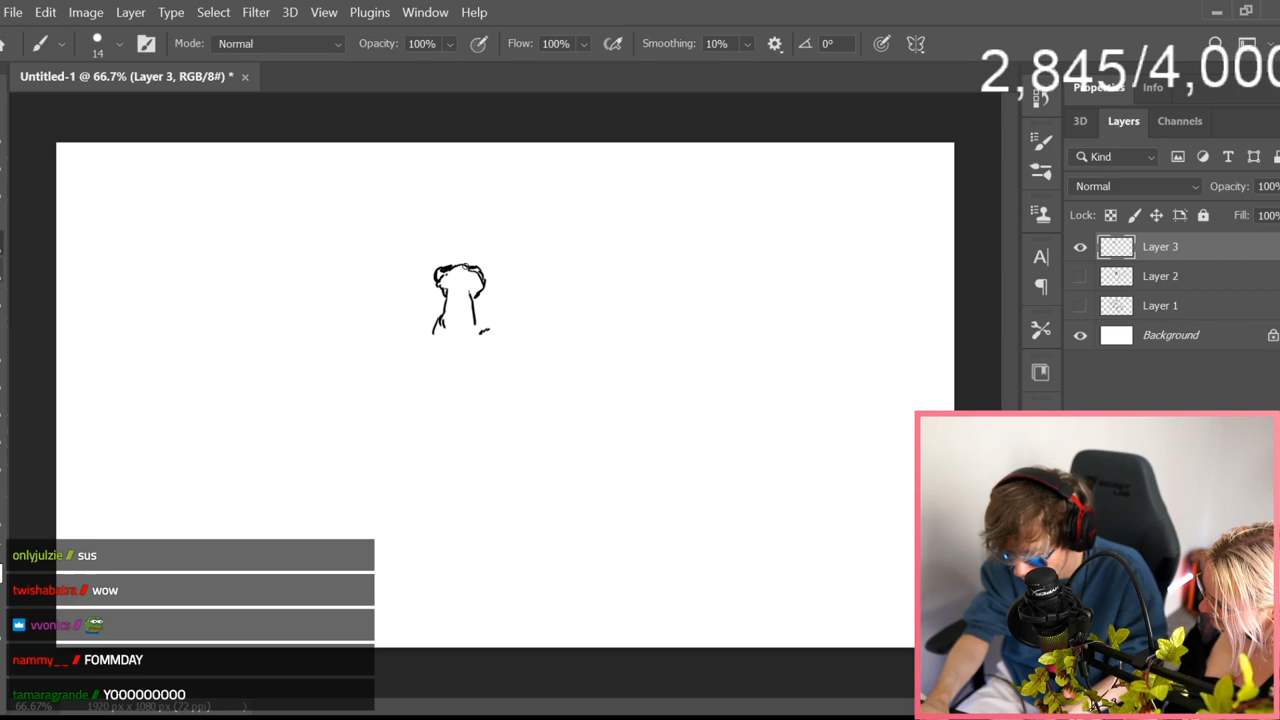 File Edit Image Layer Type Select Filter 3D View Plugins Window Help
14 Mode: Normal Opacity: 100% Flow: 100% Smoothing: 10% 0°
2,845/4,000
Untitled-1 @ 66.7% (Layer 3, RGB/8#) *
Properties Info
3D Layers Channels
Kind
Normal Opacity: 100%
Lock: Fill: 100%
Layer 3
Layer 2
Layer 1
Background
onlyjulzie // sus
twishabatra // wow
vvonics //
nammy__ // FOMMDAY
tamaragrande // YOOOOOOOOO
66.67% 1920 px x 1080 px (72 ppi)